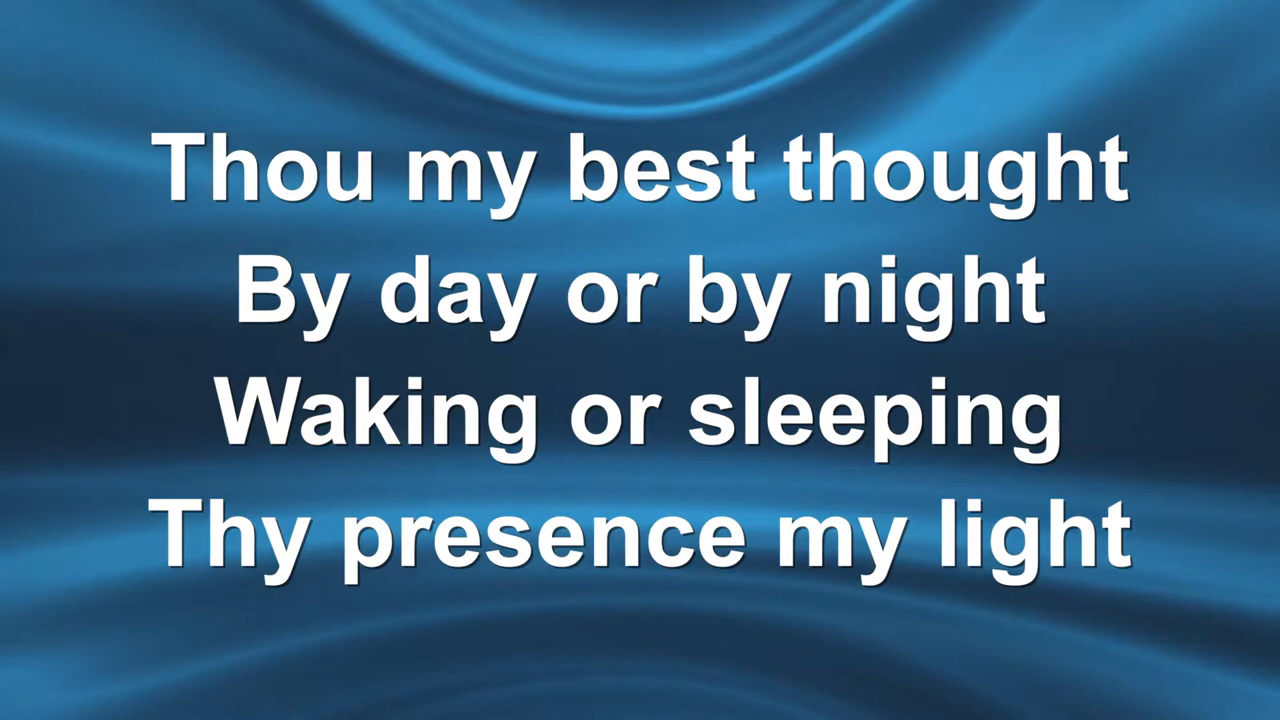 Thou my best thought
By day or by night
Waking or sleeping
Thy presence my light